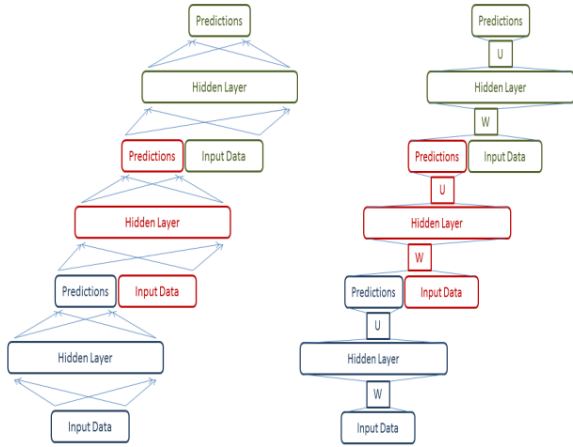 Predictions
Hidden Layer
Predictions Input Data
Hidden Layer
Predictions Input Data
Hidden Layer
Input Data
Predictions
U
Hidden Layer
W
Predictions Input Data
U
Hidden Layer
W
Predictions Input Data
U
Hidden Layer
W
Input Data